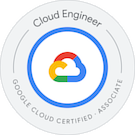 Cloud Engineer
GOOGLE CLOUD CERTIFIED • ASSOCIATE